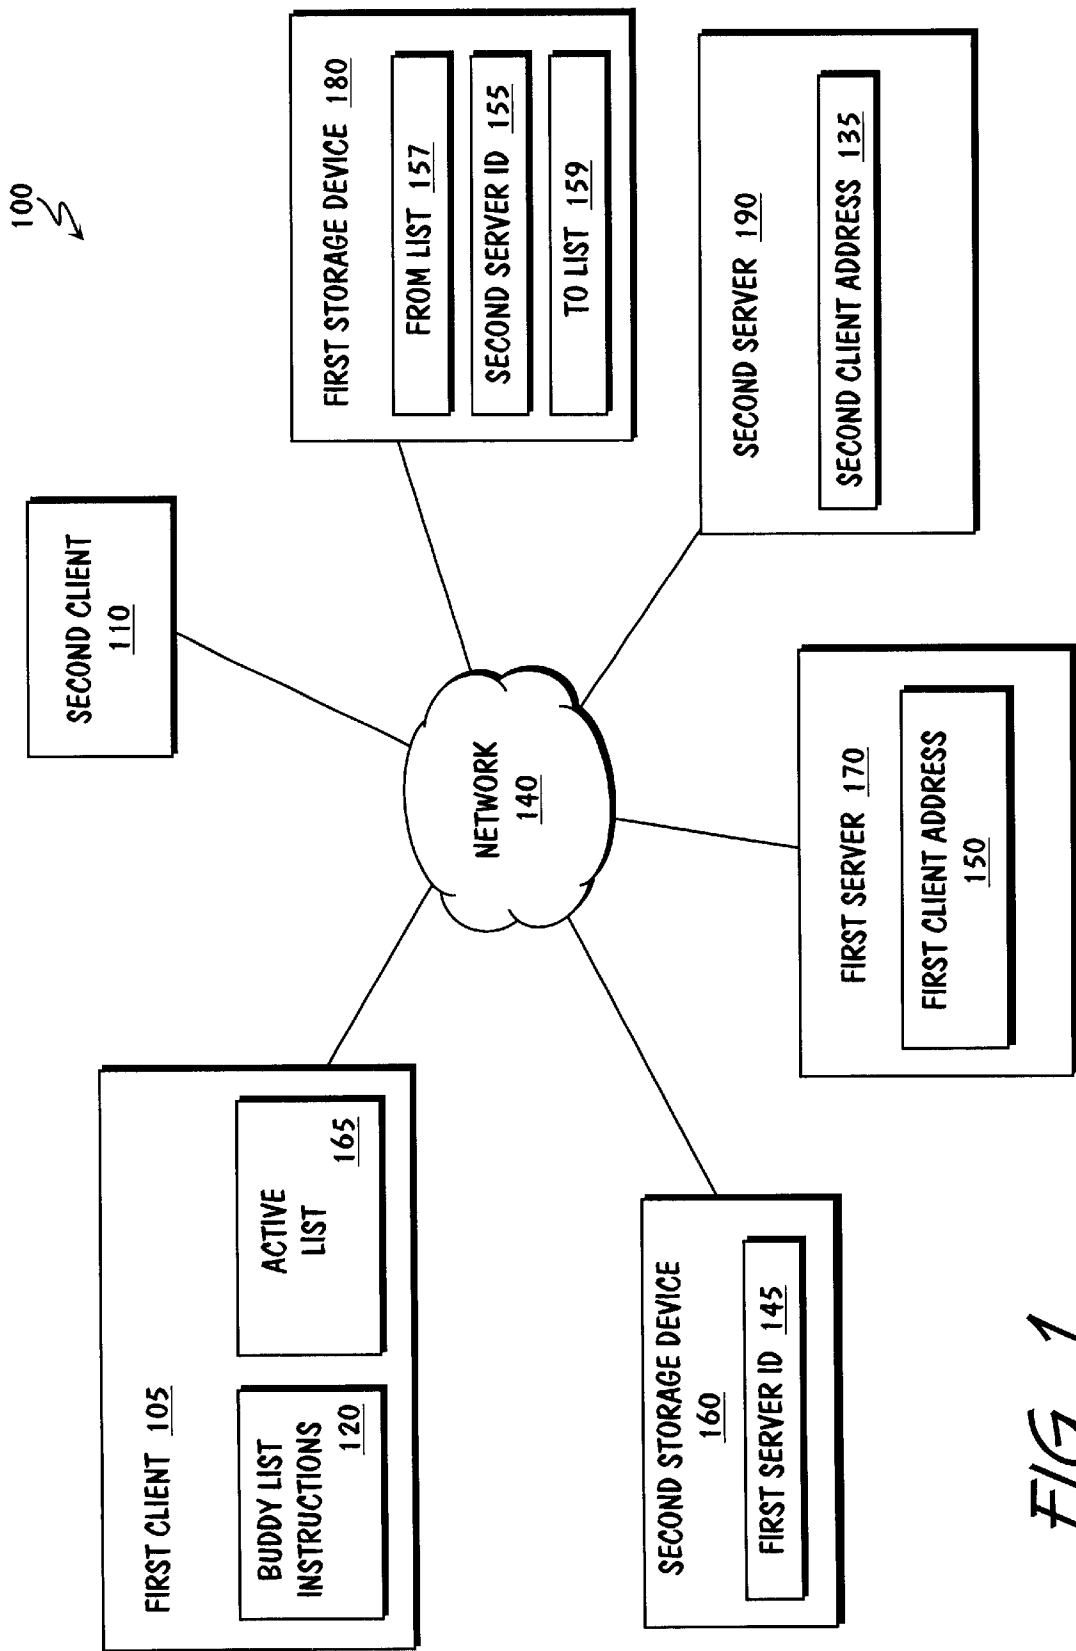 100
FIRST CLIENT 105
BUDDY LIST
INSTRUCTIONS
120
ACTIVE
LIST
165
SECOND CLIENT
110
FIRST STORAGE DEVICE 180
FROM LIST 157
SECOND SERVER ID 155
TO LIST 159
NETWORK
140
SECOND STORAGE DEVICE
160
FIRST SERVER ID 145
FIRST SERVER 170
FIRST CLIENT ADDRESS
150
SECOND SERVER 190
SECOND CLIENT ADDRESS 135
FIG 1